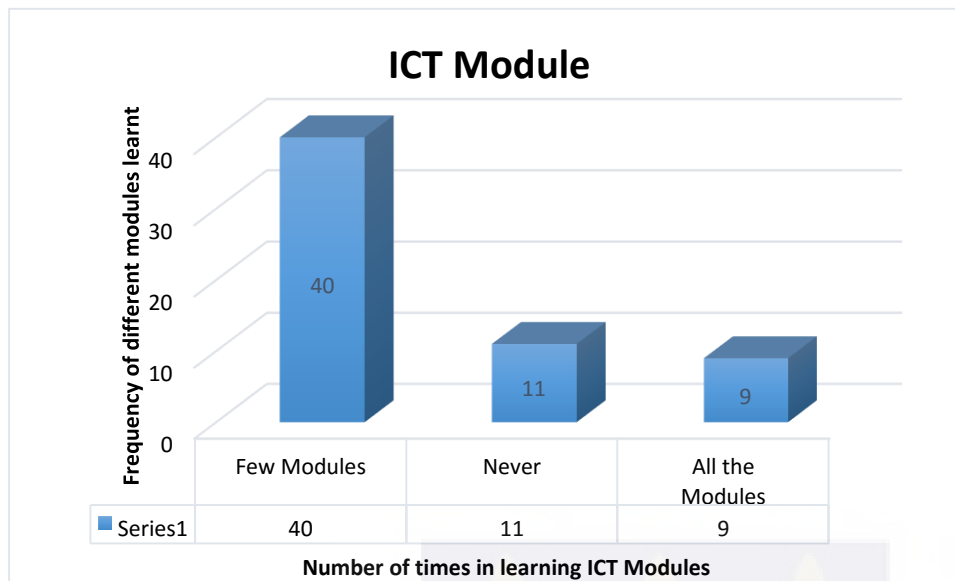 ICT Module
Frequency of different modules learnt
40
30
20
10
0
40
11
9
Few Modules Never All the
Modules
Series1 40 11 9
Number of times in learning ICT Modules